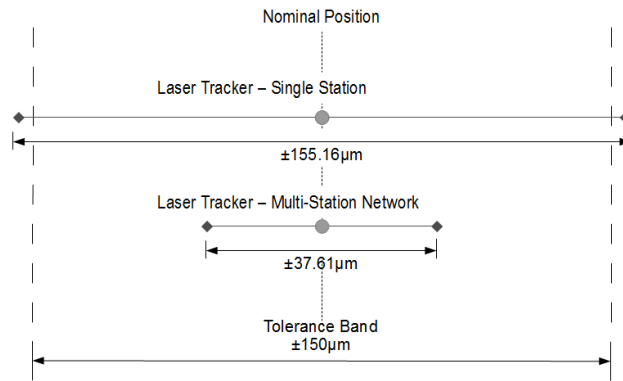 Nominal Position
Laser Tracker – Single Station
±155.16µm
Laser Tracker – Multi-Station Network
±37.61µm
Tolerance Band
±150µm